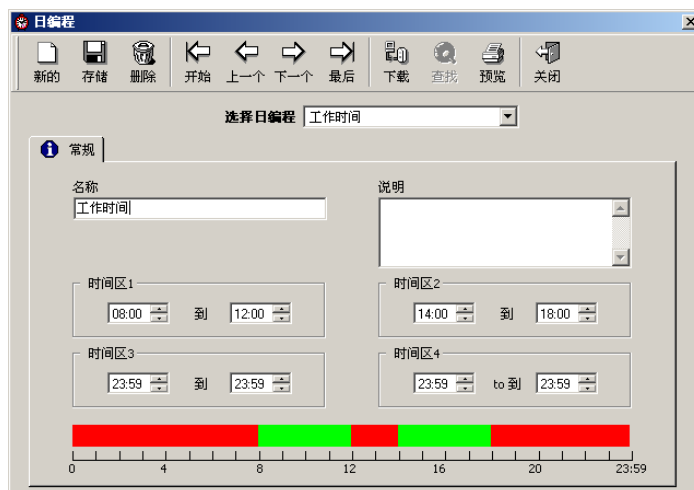 日编程
新的 存储 删除 开始 上一个 下一个 最后 下载 查找 预览 关闭
选择日编程 工作时间
常规
名称 说明
工作时间
时间区1 时间区2
08:00 到 12:00 14:00 到 18:00
时间区3 时间区4
23:59 到 23:59 23:59 to 到 23:59
0 4 8 12 16 20 23:59